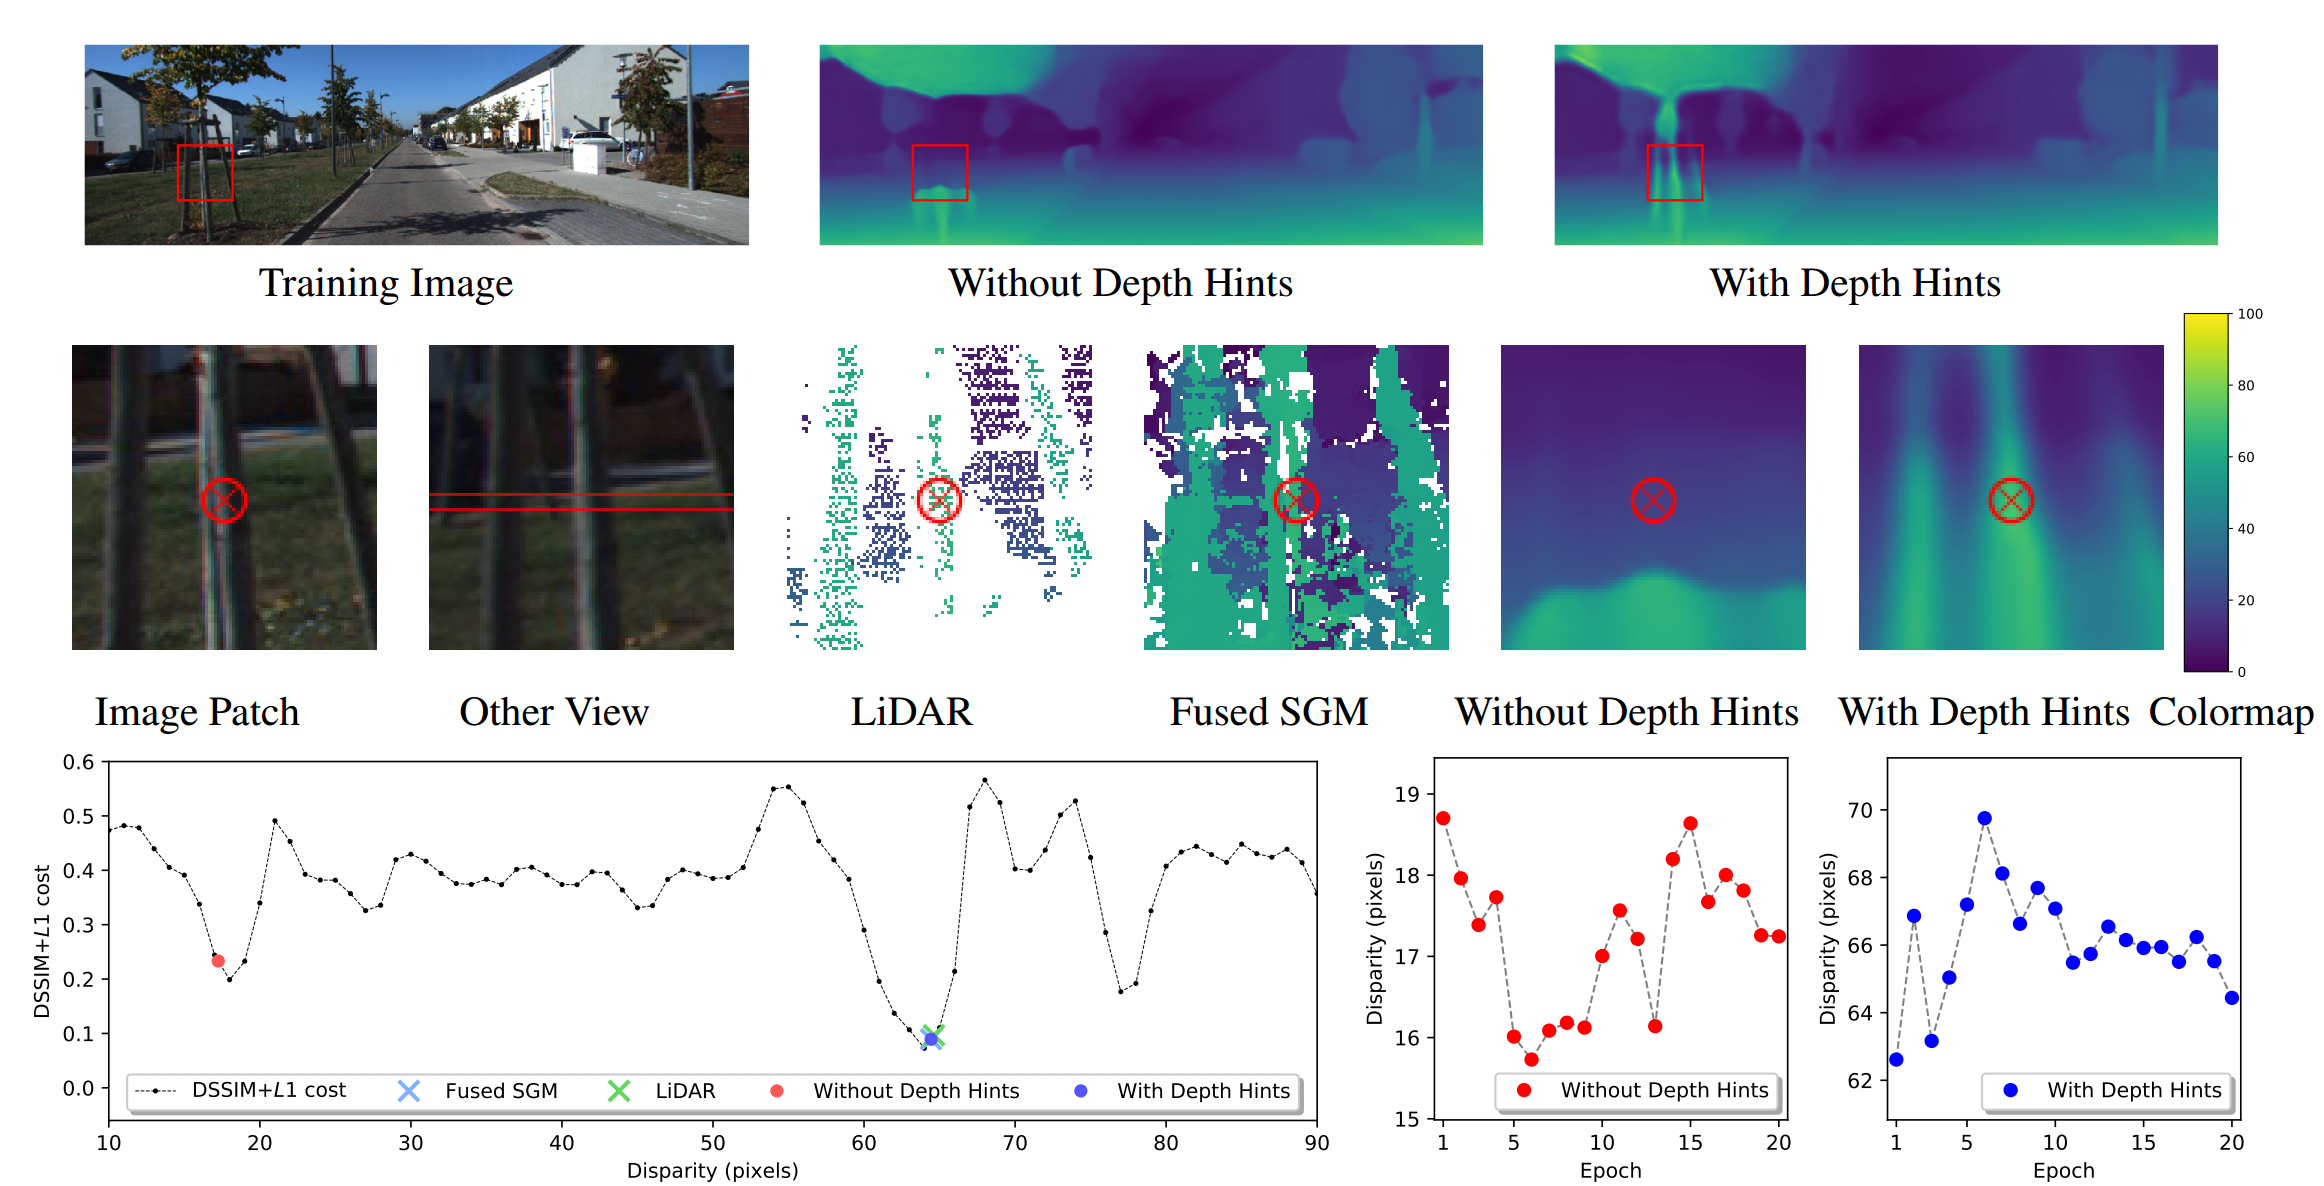 Training Image
Without Depth Hints
With Depth Hints
100
80
60
40
20
0
Image Patch
Other View
LiDAR
Fused SGM
Without Depth Hints
With Depth Hints
Colormap
0.6
0.5
0.4
0.3
0.2
0.1
0.0
DSSIM+L1 cost
DSSIM+L1 cost
Fused SGM
LiDAR
Without Depth Hints
With Depth Hints
10 20 30 40 50 60 70 80 90
Disparity (pixels)
19
18
17
16
15
Disparity (pixels)
Without Depth Hints
1 5 10 15 20
Epoch
70
68
66
64
62
Disparity (pixels)
With Depth Hints
1 5 10 15 20
Epoch